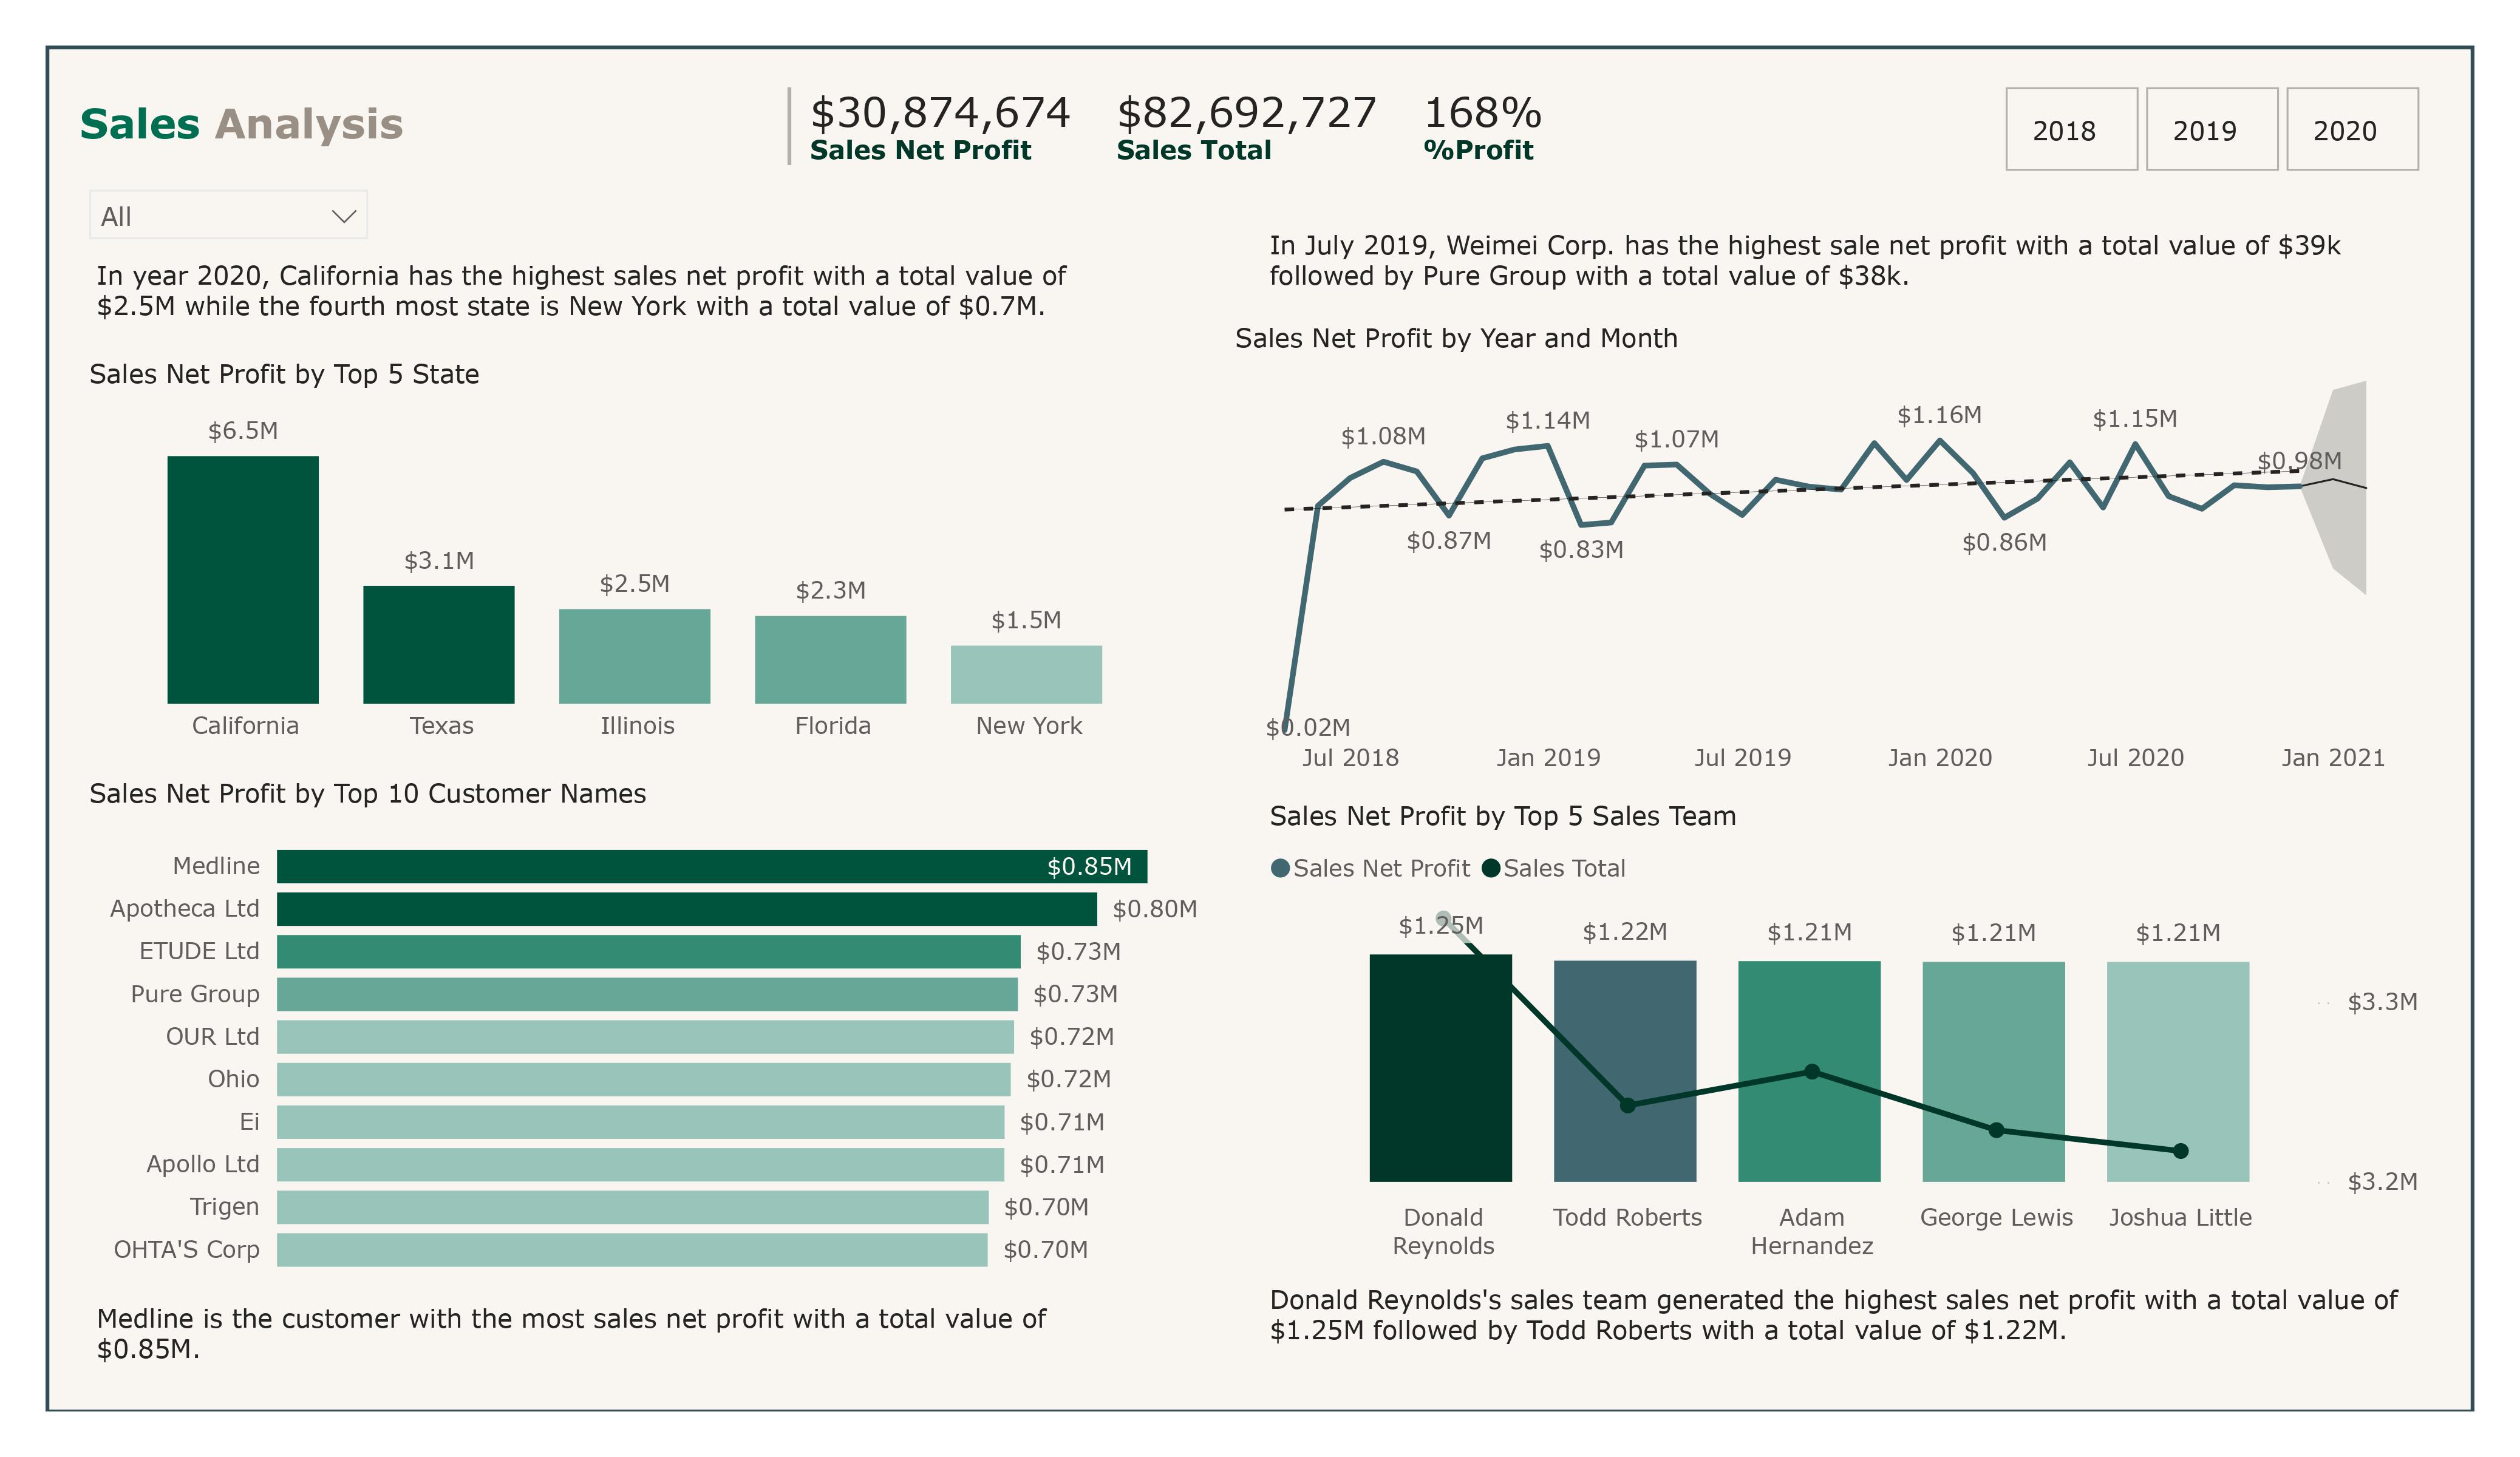 Sales Analysis
$30,874,674
Sales Net Profit
$82,692,727
Sales Total
168%
%Profit
2018
2019
2020
All
In year 2020, California has the highest sales net profit with a total value of
$2.5M while the fourth most state is New York with a total value of $0.7M.
Sales Net Profit by Top 5 State
$6.5M
$3.1M
$2.5M
$2.3M
$1.5M
California
Texas
Illinois
Florida
New York
In July 2019, Weimei Corp. has the highest sale net profit with a total value of $39k
followed by Pure Group with a total value of $38k.
Sales Net Profit by Year and Month
$1.08M
$1.14M
$1.07M
$1.16M
$1.15M
$0.98M
$0.87M
$0.83M
$0.86M
$0.02M
Jul 2018
Jan 2019
Jul 2019
Jan 2020
Jul 2020
Jan 2021
Sales Net Profit by Top 10 Customer Names
Medline $0.85M
Apotheca Ltd $0.80M
ETUDE Ltd $0.73M
Pure Group $0.73M
OUR Ltd $0.72M
Ohio $0.72M
Ei $0.71M
Apollo Ltd $0.71M
Trigen $0.70M
OHTA'S Corp $0.70M
Medline is the customer with the most sales net profit with a total value of
$0.85M.
Sales Net Profit by Top 5 Sales Team
Sales Net Profit Sales Total
$1.25M
$1.22M
$1.21M
$1.21M
$1.21M
$3.3M
$3.2M
Donald
Reynolds
Todd Roberts
Adam
Hernandez
George Lewis
Joshua Little
Donald Reynolds's sales team generated the highest sales net profit with a total value of
$1.25M followed by Todd Roberts with a total value of $1.22M.